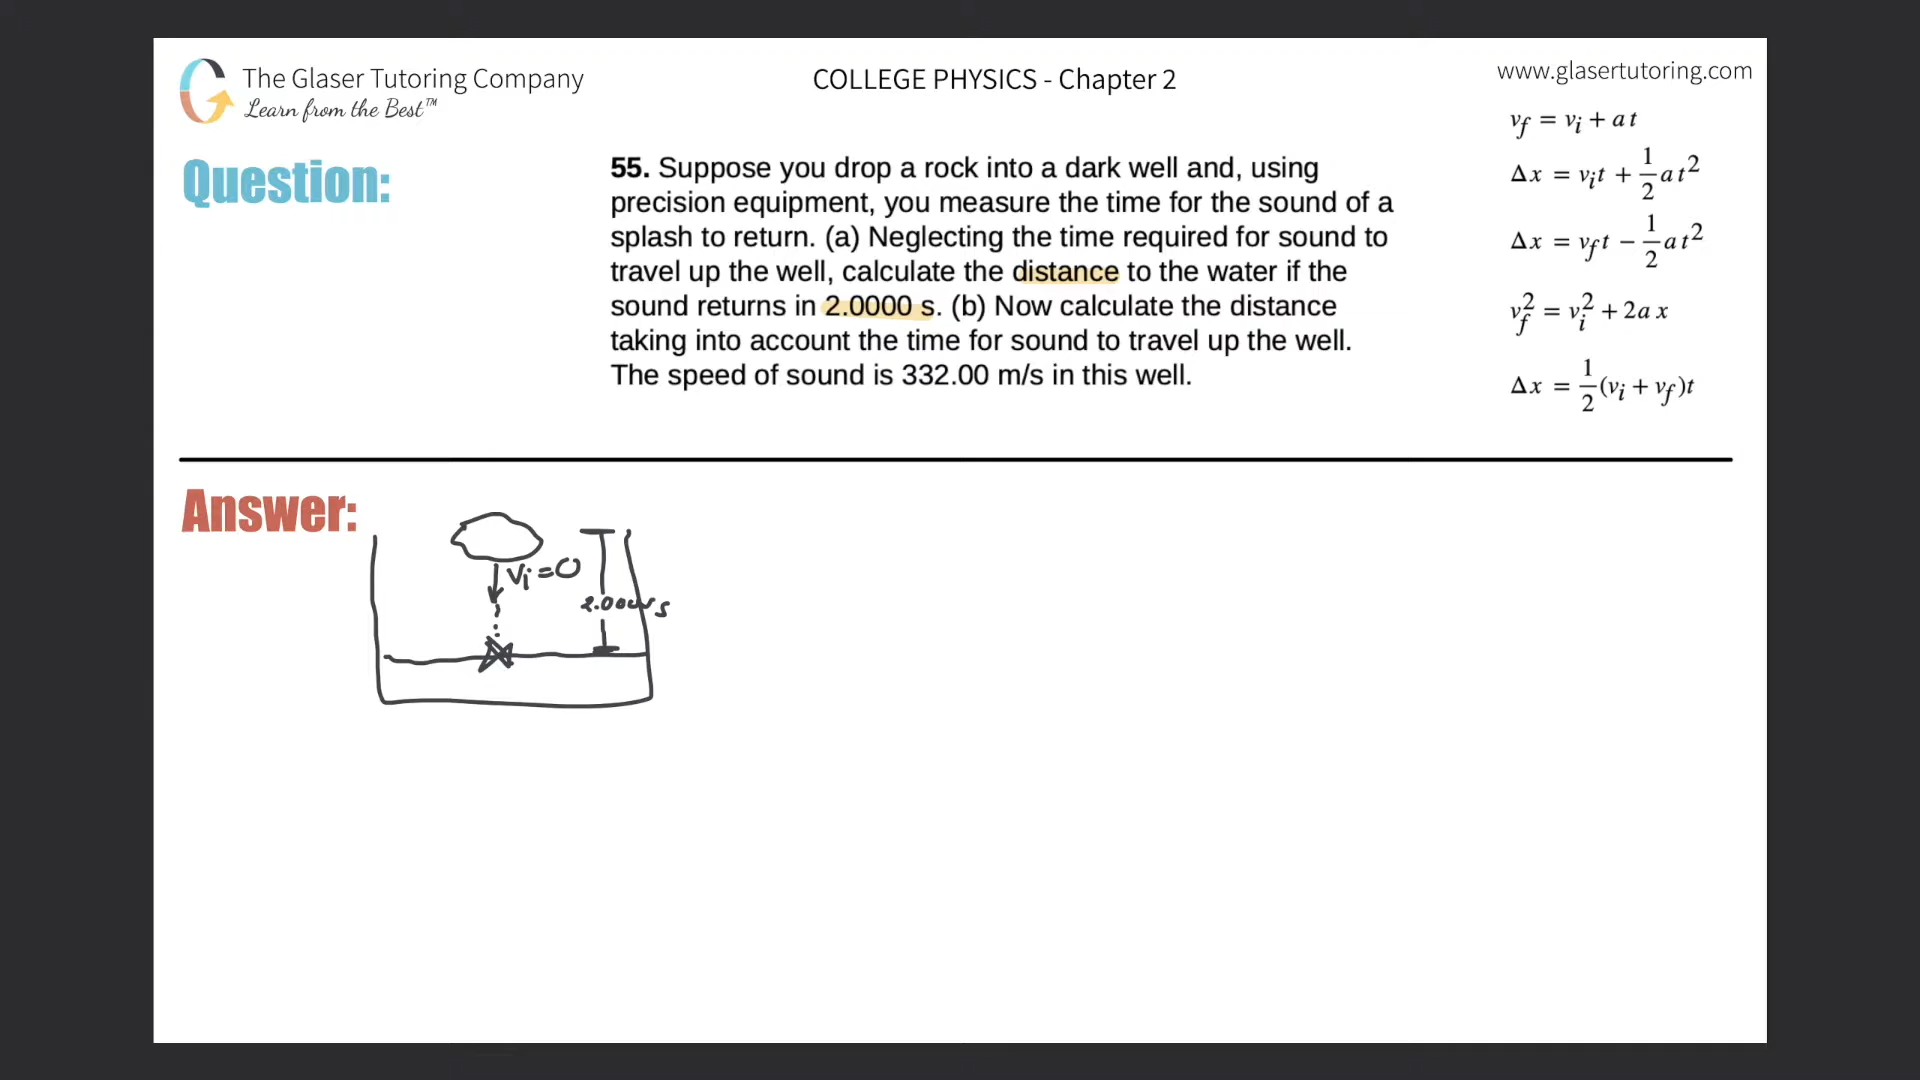 The Glaser Tutoring Company
Learn from the Best™
COLLEGE PHYSICS - Chapter 2
www.glasertutoring.com
v_f = v_i + a t
Δx = v_i t + 1/2 a t²
Δx = v_f t − 1/2 a t²
v_f² = v_i² + 2a x
Δx = 1/2 (v_i + v_f) t
Question:
55. Suppose you drop a rock into a dark well and, using
precision equipment, you measure the time for the sound of a
splash to return. (a) Neglecting the time required for sound to
travel up the well, calculate the distance to the water if the
sound returns in 2.0000 s. (b) Now calculate the distance
taking into account the time for sound to travel up the well.
The speed of sound is 332.00 m/s in this well.
Answer:
v_i = 0
2.0000 s